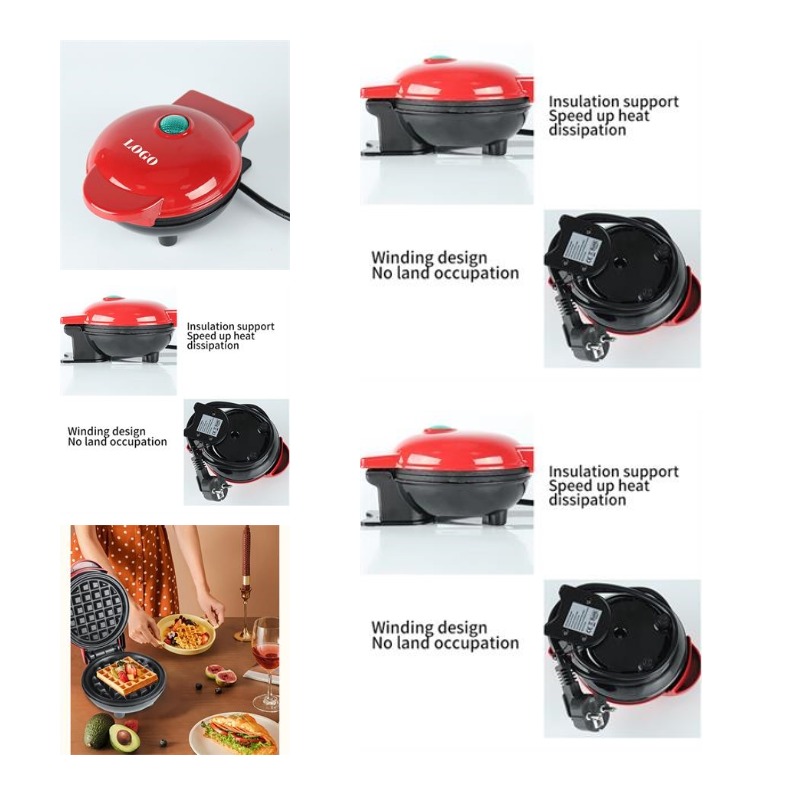 LOGO
Insulation support
Speed up heat
dissipation
Winding design
No land occupation
Insulation support
Speed up heat
dissipation
Winding design
No land occupation
Insulation support
Speed up heat
dissipation
Winding design
No land occupation